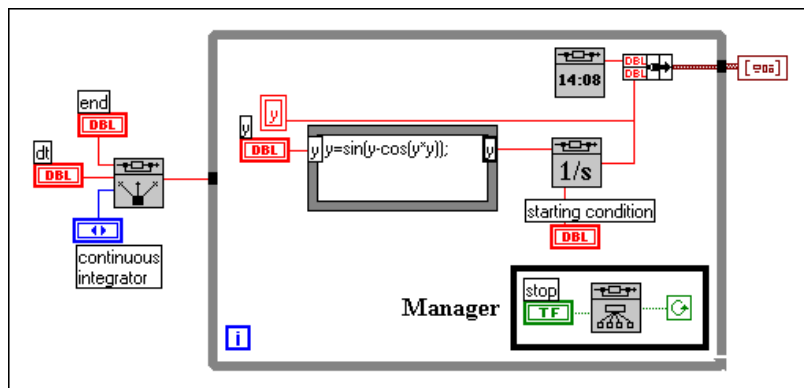 end
DBL
dt
DBL
continuous
integrator
14:08
DBL
DBL
y
y
DBL
y
y=sin(y-cos(y*y));
y
1/s
starting condition
DBL
Manager
stop
TF
i